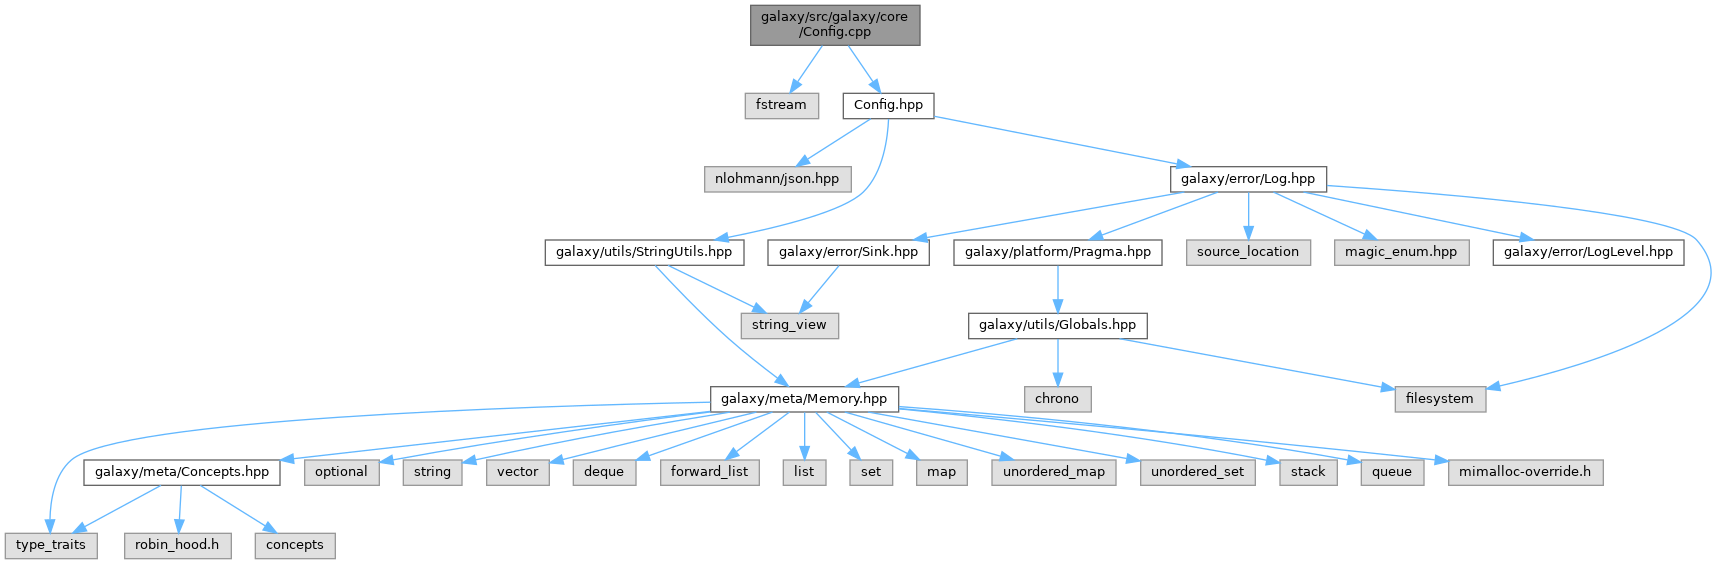 galaxy/src/galaxy/core
/Config.cpp
fstream
Config.hpp
nlohmann/json.hpp
galaxy/error/Log.hpp
galaxy/utils/StringUtils.hpp
galaxy/error/Sink.hpp
galaxy/platform/Pragma.hpp
source_location
magic_enum.hpp
galaxy/error/LogLevel.hpp
string_view
galaxy/utils/Globals.hpp
galaxy/meta/Memory.hpp
chrono
filesystem
galaxy/meta/Concepts.hpp
optional
string
vector
deque
forward_list
list
set
map
unordered_map
unordered_set
stack
queue
mimalloc-override.h
type_traits
robin_hood.h
concepts